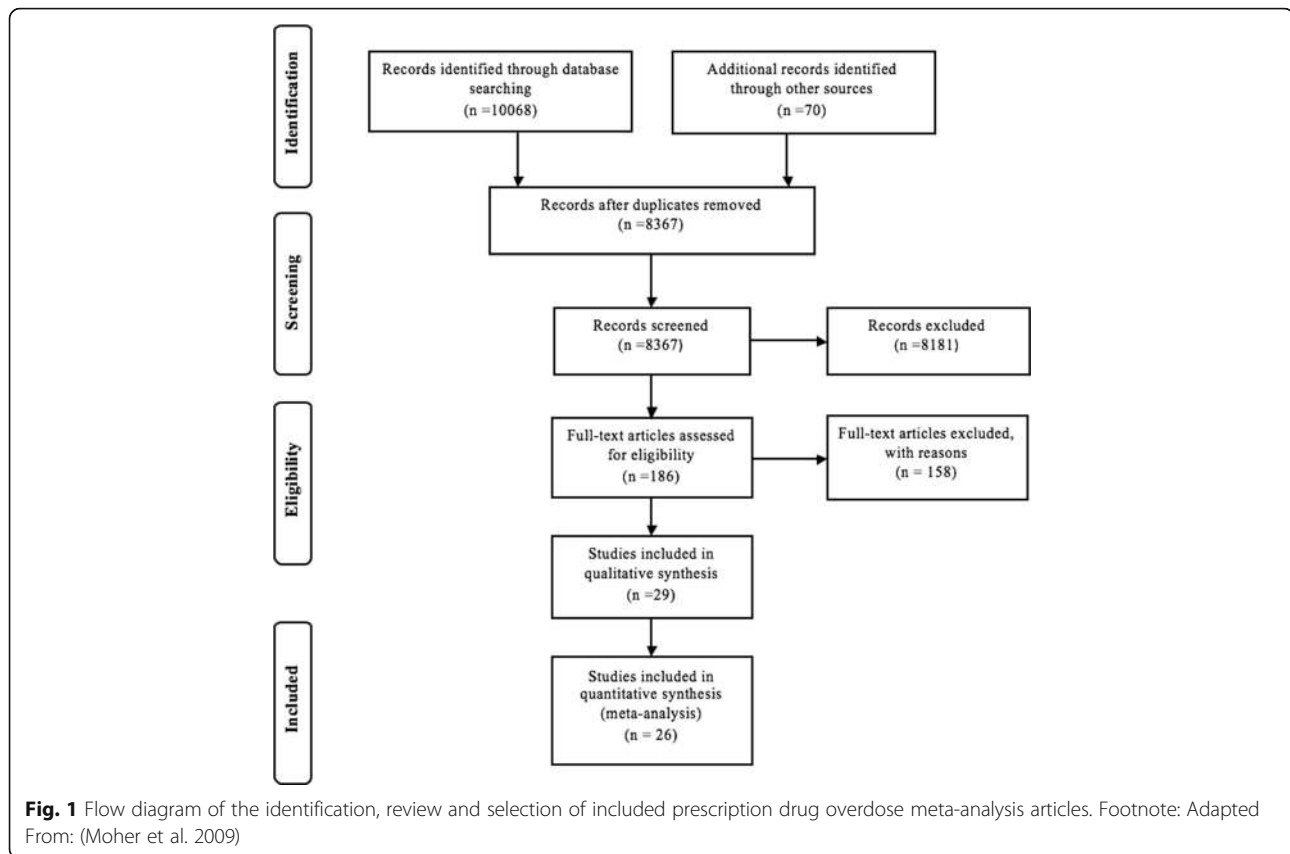 Identification
Records identified through database
searching
(n =10068)
Additional records identified
through other sources
(n =70)
Records after duplicates removed
(n =8367)
Screening
Records screened
(n =8367)
Records excluded
(n =8181)
Eligibility
Full-text articles assessed
for eligibility
(n =186)
Full-text articles excluded,
with reasons
(n = 158)
Studies included in
qualitative synthesis
(n =29)
Included
Studies included in
quantitative synthesis
(meta-analysis)
(n = 26)
Fig. 1 Flow diagram of the identification, review and selection of included prescription drug overdose meta-analysis articles. Footnote: Adapted
From: (Moher et al. 2009)